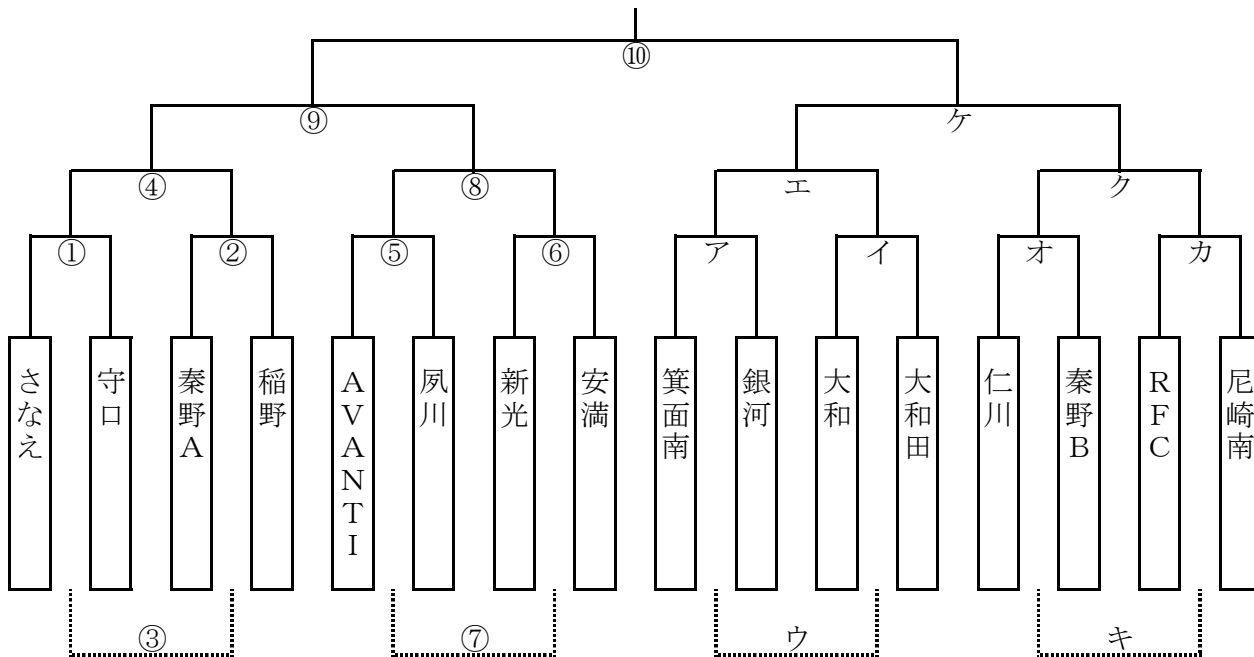 ⑩
⑨ ケ
④ ⑧ エ ク
① ② ⑤ ⑥ ア イ オ カ
さなえ
守口
秦野A
稲野
AVANTI
夙川
新光
安満
箕面南
銀河
大和
大和田
仁川
秦野B
RFC
尼崎南
③ ⑦ ウ キ